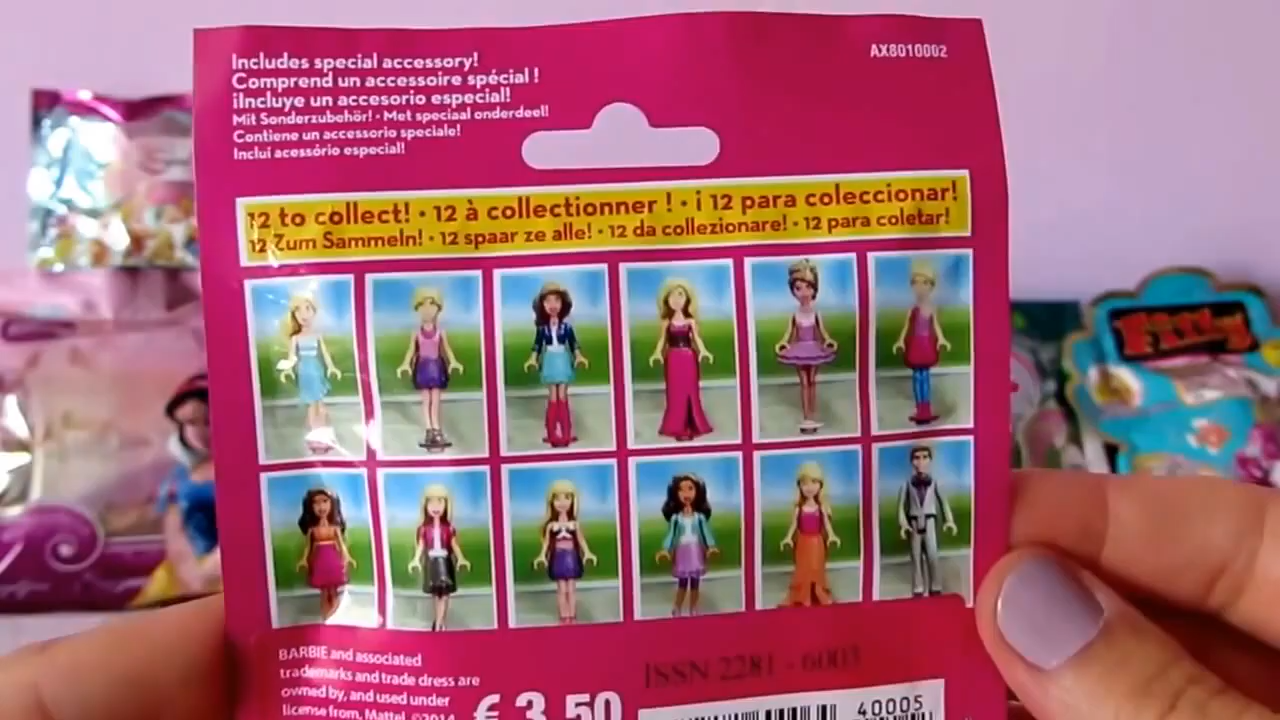 Includes special accessory!
Comprend un accessoire spécial !
¡Incluye un accesorio especial!
Mit Sonderzubehör! • Met speciaal onderdeel!
Contiene un accessorio speciale!
Inclui acessório especial!
AX8010002
12 to collect! • 12 à collectionner ! • ¡ 12 para coleccionar!
12 Zum Sammeln! • 12 spaar ze alle! • 12 da collezionare! • 12 para coletar!
BARBIE and associated
trademarks and trade dress are
owned by, and used under
license from, Mattel. ©2014
€ 3,50
ISSN 2281 - 6003
40005